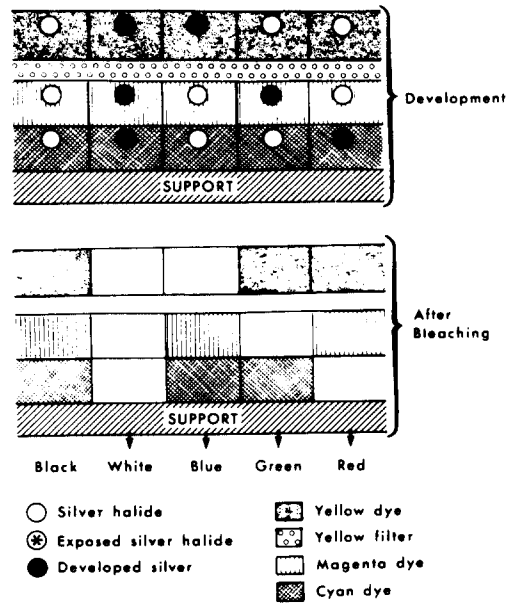 SUPPORT
Development
SUPPORT
After
Bleaching
Black White Blue Green Red
Silver halide
Exposed silver halide
Developed silver
Yellow dye
Yellow filter
Magenta dye
Cyan dye